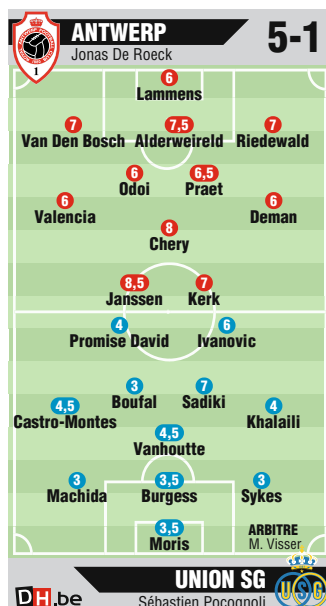 ANTWERP
Jonas De Roeck
5-1
1
6
Lammens
7 7,5 7
Van Den Bosch Alderweireld Riedewald
6 6,5
Odoi Praet
6 6
Valencia Deman
8
Chery
8,5 7
Janssen Kerk
4 6
Promise David Ivanovic
3 7
Boufal Sadiki
4,5 4
Castro-Montes Khalaili
4,5
Vanhoutte
3 3,5 3
Machida Burgess Sykes
3,5
Moris
ARBITRE
M. Visser
UNION SG
Sébastien Pocognoli
DH.be